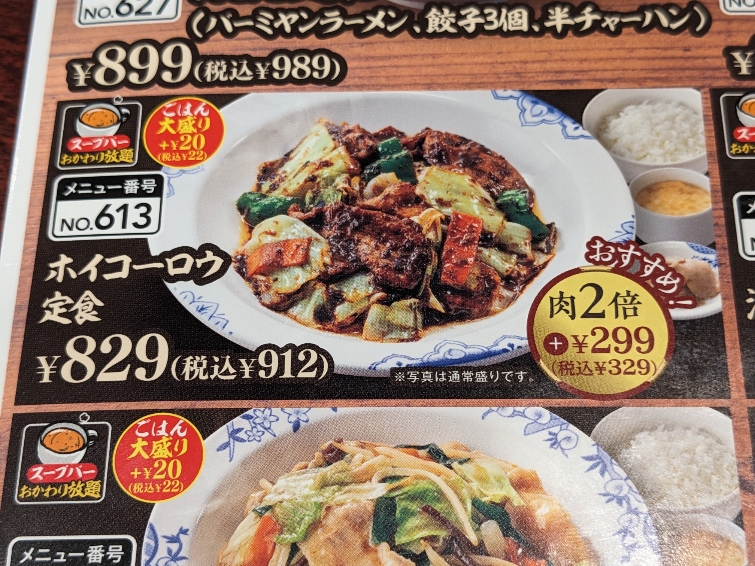 NO.627
(バーミヤンラーメン、餃子3個、半チャーハン)
¥899(税込¥989)
スープバー
おかわり放題
ごはん
大盛り
+¥20
(税込¥22)
メニュー番号
NO.613
ホイコーロウ
定食
¥829(税込¥912)
おすすめ!
肉2倍
+¥299
(税込¥329)
※写真は通常盛りです。
スープバー
おかわり放題
ごはん
大盛り
+¥20
(税込¥22)
メニュー番号